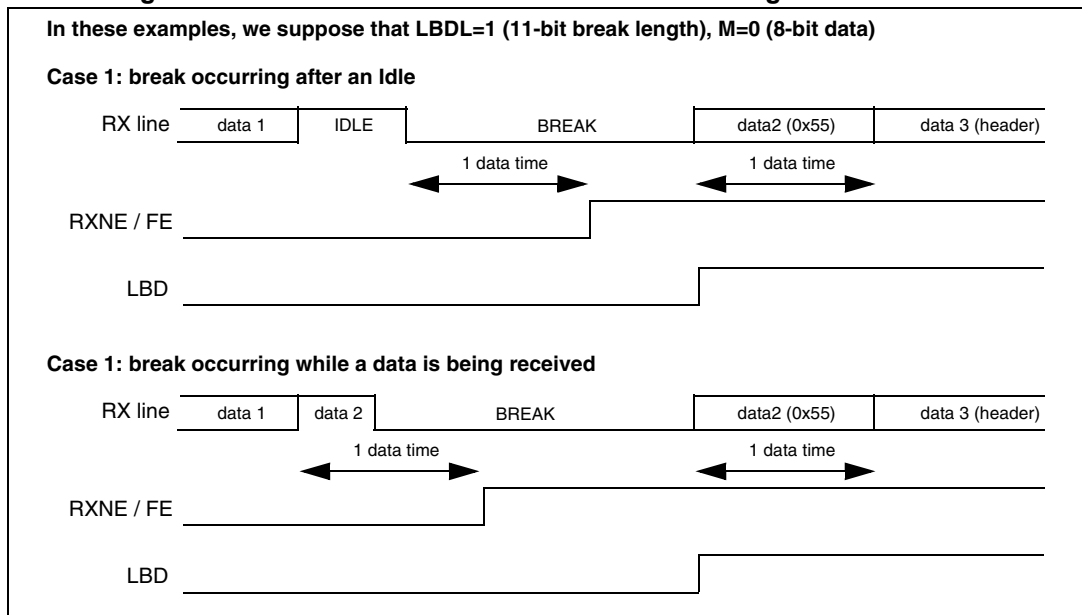 In these examples, we suppose that LBDL=1 (11-bit break length), M=0 (8-bit data)
Case 1: break occurring after an Idle
RX line data 1 IDLE BREAK data2 (0x55) data 3 (header)
1 data time 1 data time
RXNE / FE
LBD
Case 1: break occurring while a data is being received
RX line data 1 data 2 BREAK data2 (0x55) data 3 (header)
1 data time 1 data time
RXNE / FE
LBD